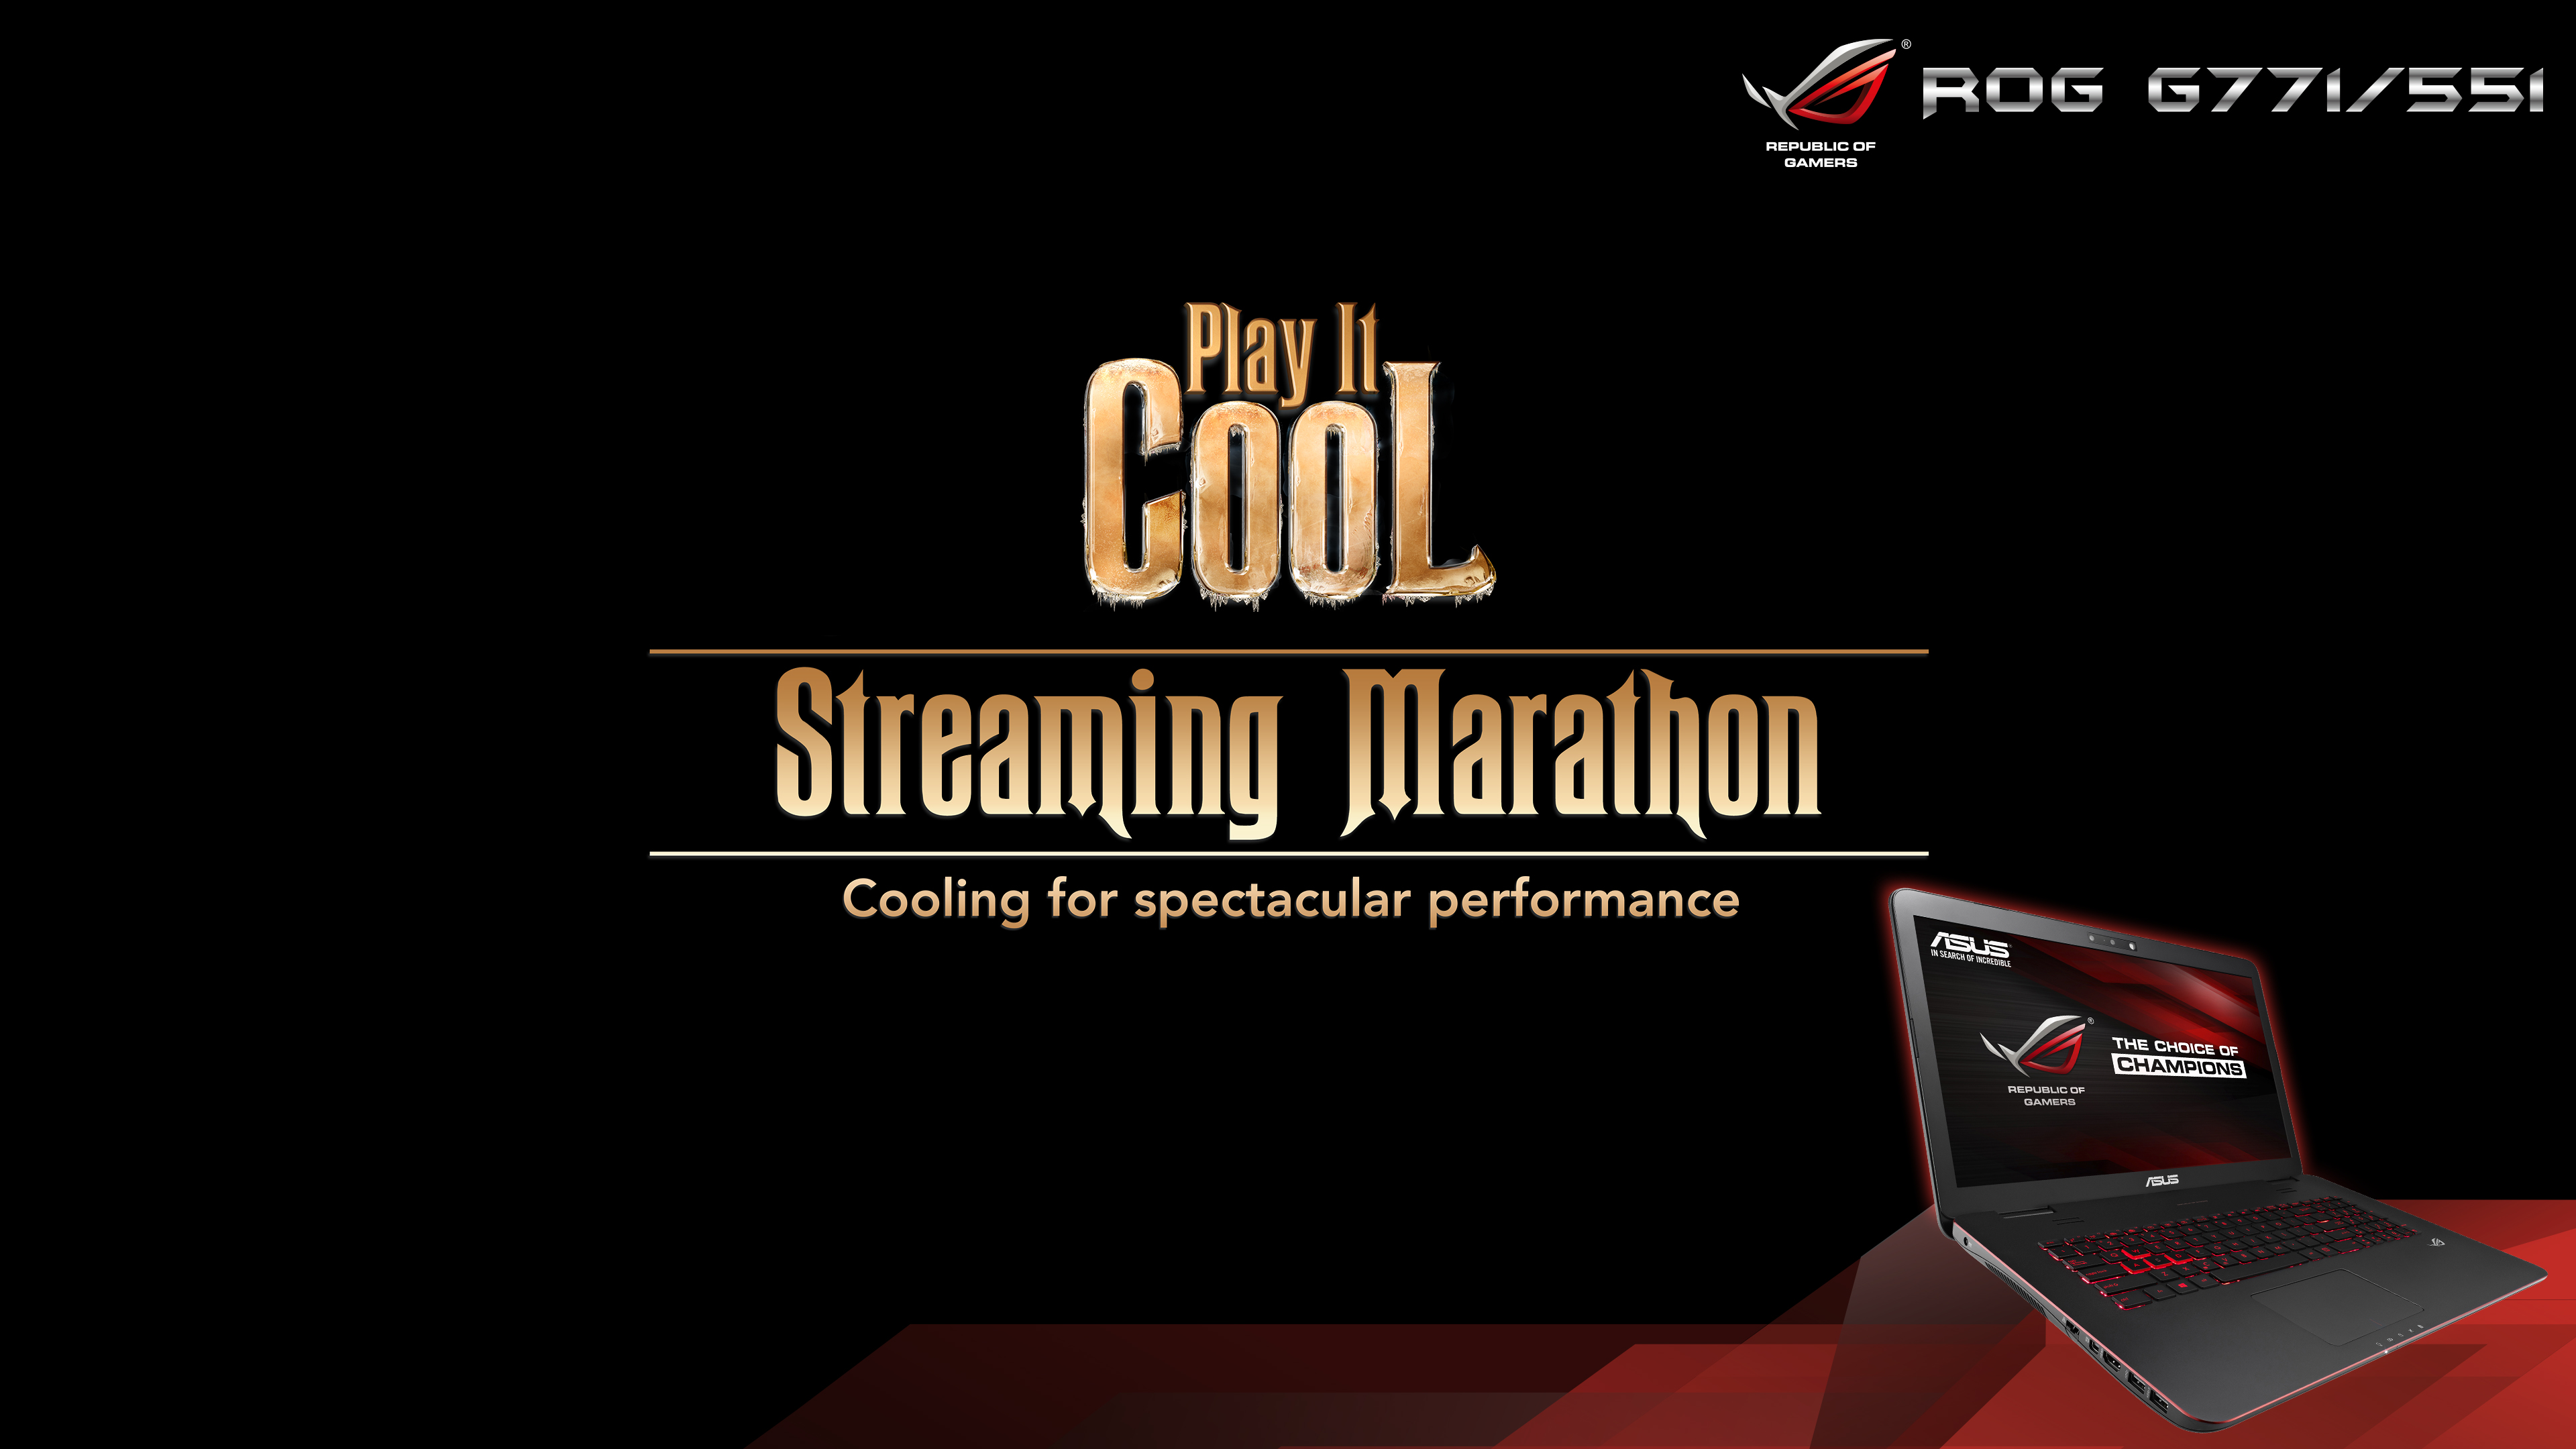 ®
ROG G771/551
REPUBLIC OF
GAMERS
Play It
COOL
Streaming Marathon
Cooling for spectacular performance
ASUS
IN SEARCH OF INCREDIBLE
®
THE CHOICE OF
CHAMPIONS
REPUBLIC OF
GAMERS
ASUS